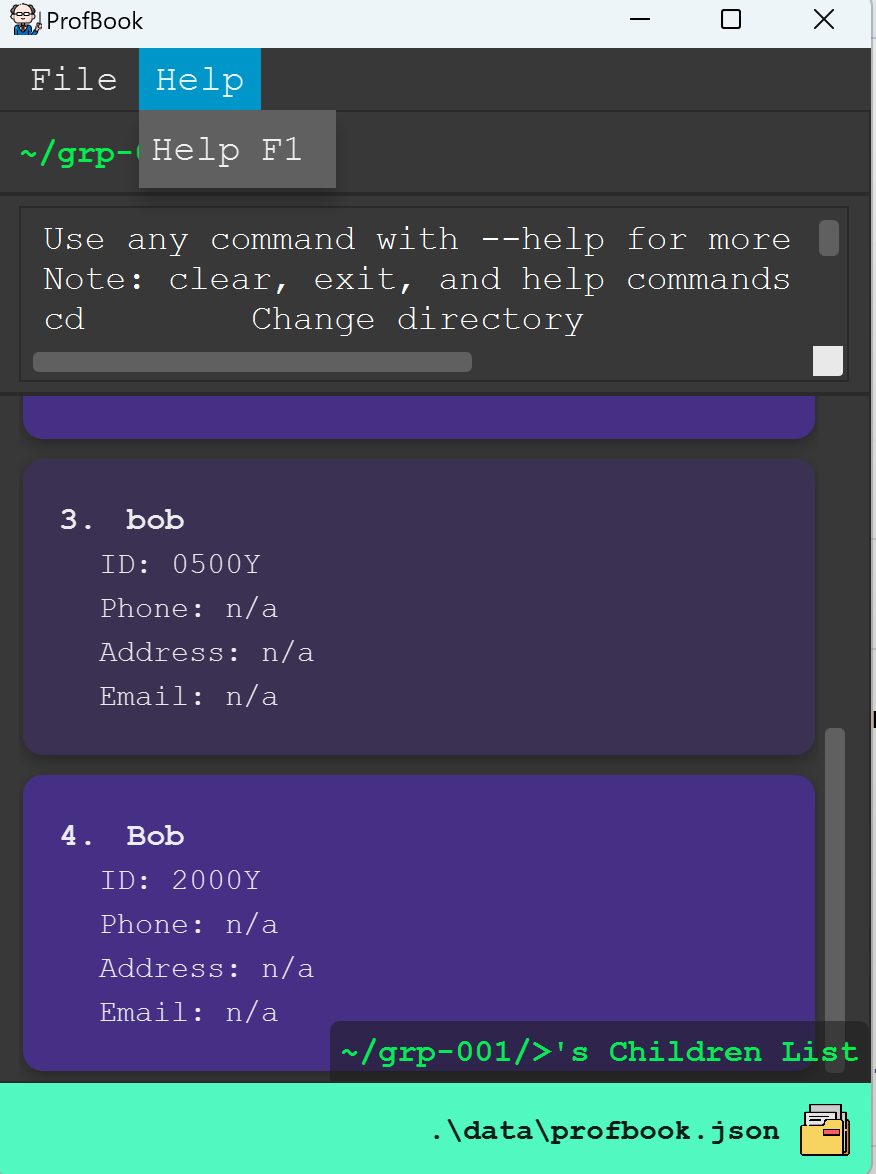 ProfBook
File Help
~/grp-
Help F1
Use any command with --help for more
Note: clear, exit, and help commands
cd Change directory
3. bob
ID: 0500Y
Phone: n/a
Address: n/a
Email: n/a
4. Bob
ID: 2000Y
Phone: n/a
Address: n/a
Email: n/a
~/grp-001/>'s Children List
.\data\profbook.json